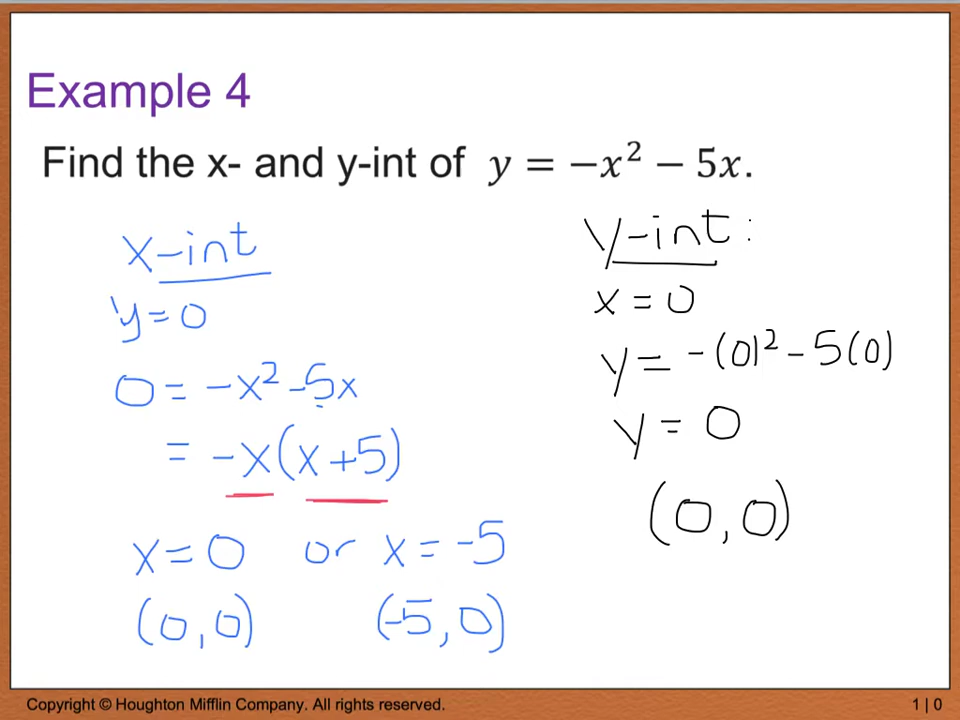 Example 4
Find the x- and y-int of y = −x² − 5x.
x-int
y = 0
0 = -x² -5x
= -x(x+5)
x = 0 or x = -5
(0,0) (-5,0)
y-int :
x = 0
y = -(0)² - 5(0)
y = 0
(0,0)
Copyright © Houghton Mifflin Company. All rights reserved.
1 | 0